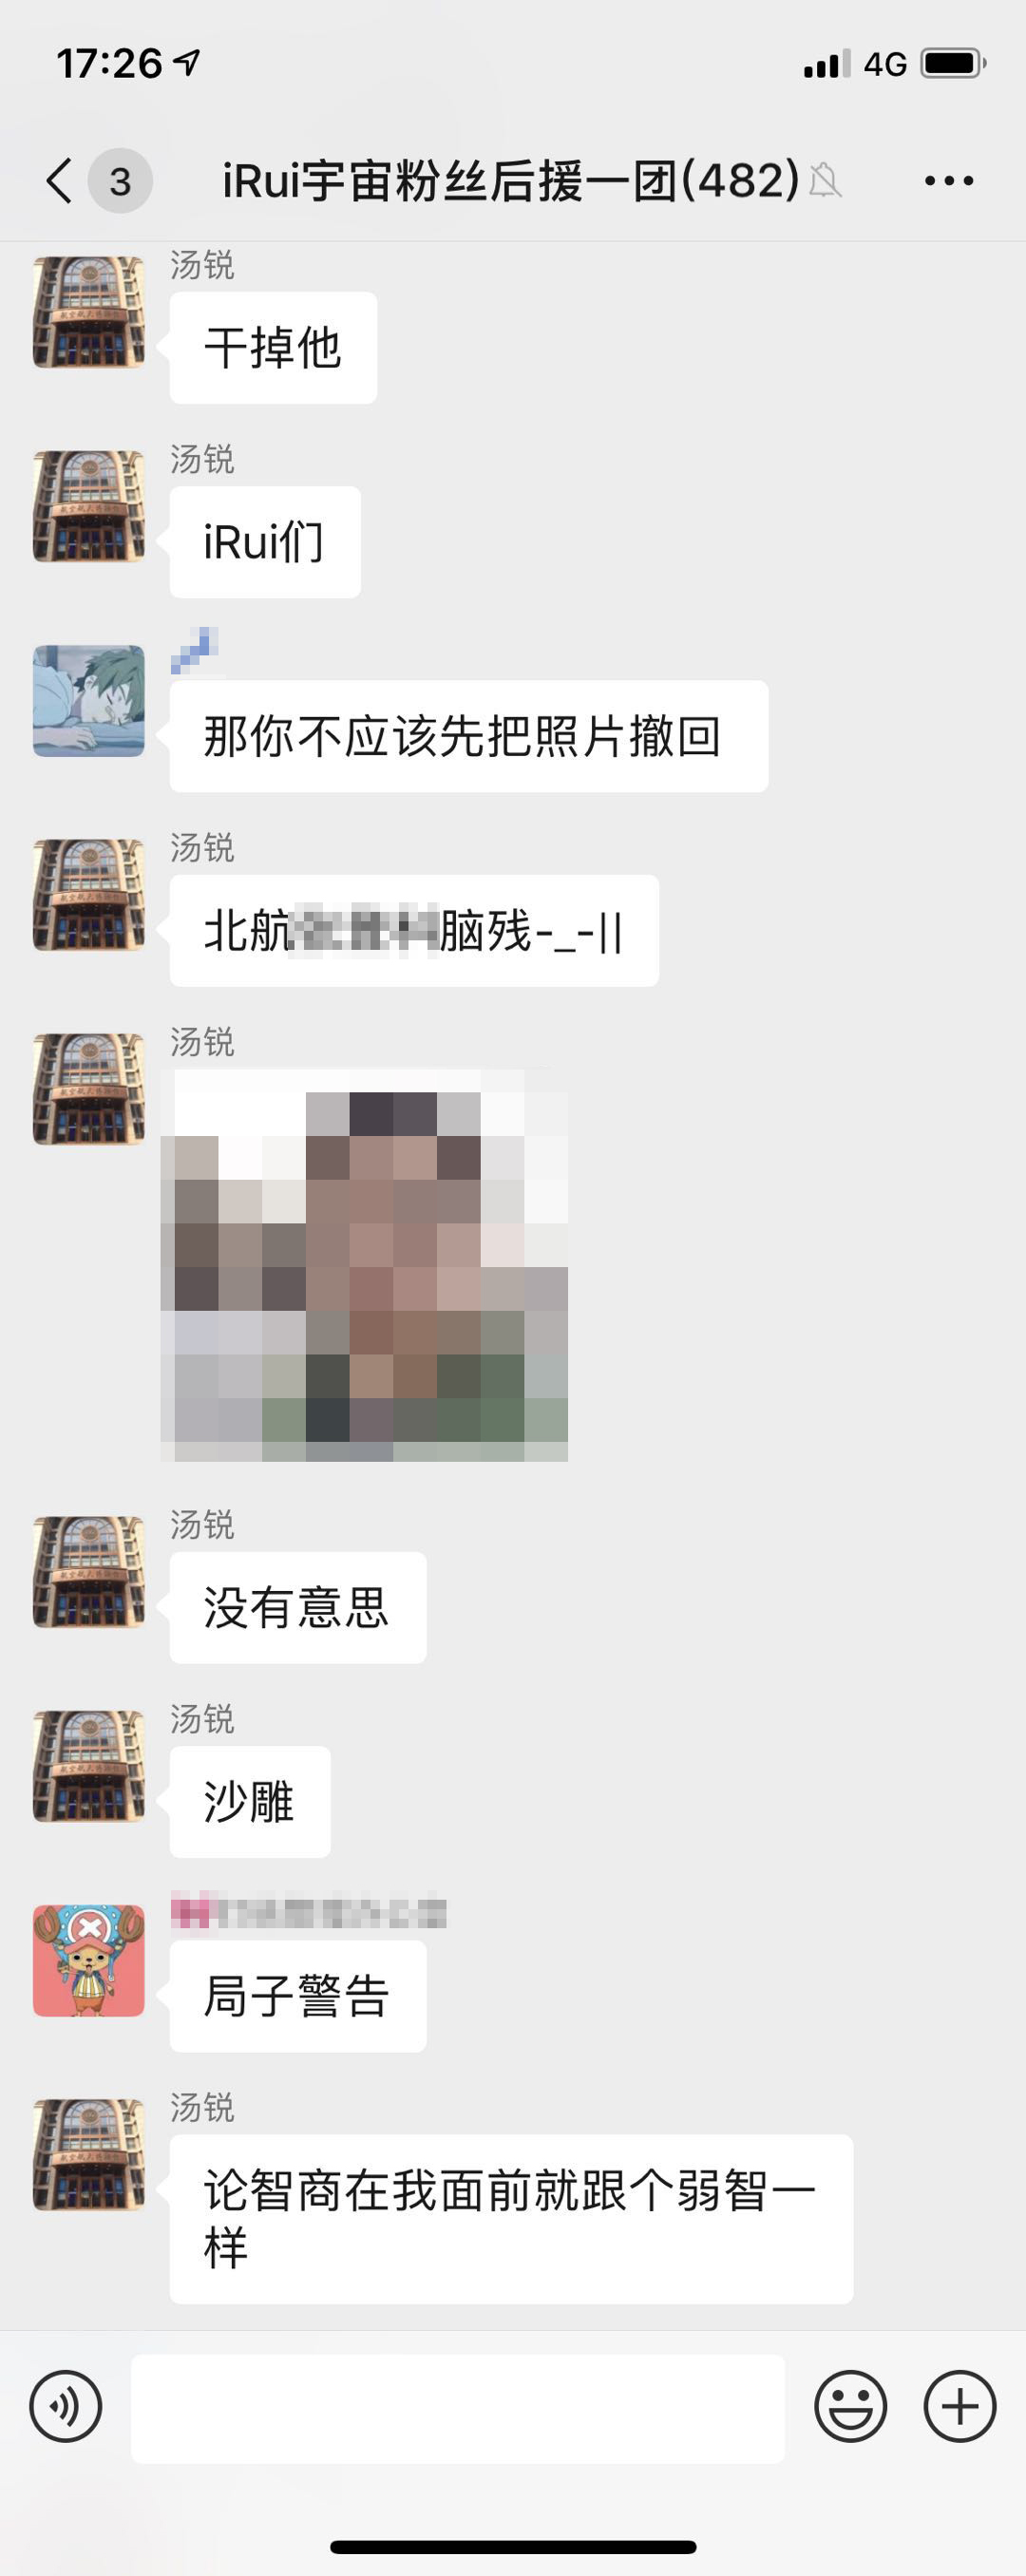 17:26
4G
3
iRui宇宙粉丝后援一团(482)
汤锐
干掉他
汤锐
iRui们
那你不应该先把照片撤回
汤锐
北航
脑残-_-||
汤锐
汤锐
没有意思
汤锐
沙雕
局子警告
汤锐
论智商在我面前就跟个弱智一
样